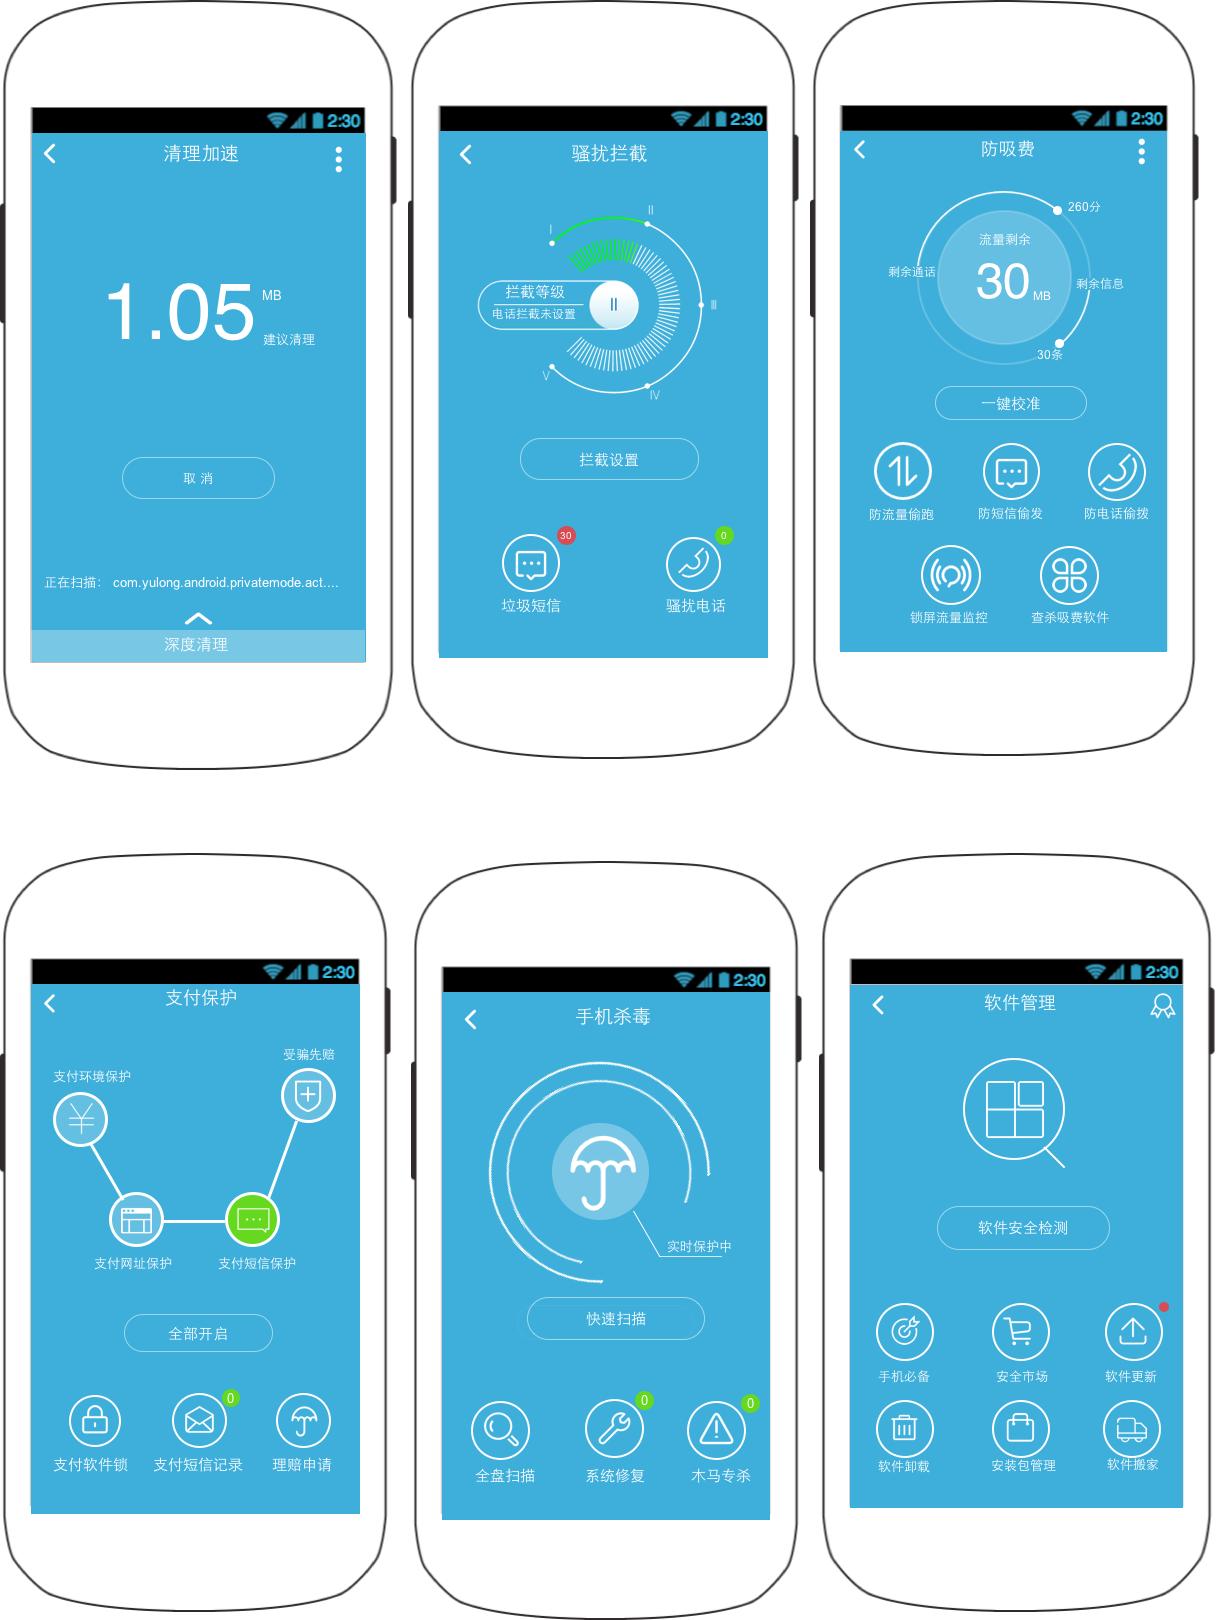 2:30
清理加速
1.05 MB
建议清理
取消
正在扫描： com.yulong.android.privatemode.act....
深度清理
2:30
骚扰拦截
I
II
III
IV
V
拦截等级
电话拦截未设置
II
拦截设置
30
0
垃圾短信
骚扰电话
2:30
防吸费
260分
流量剩余
剩余通话
30 MB
剩余信息
30条
一键校准
防流量偷跑
防短信偷发
防电话偷拨
锁屏流量监控
查杀吸费软件
2:30
支付保护
受骗先赔
支付环境保护
支付网址保护
支付短信保护
全部开启
0
支付软件锁
支付短信记录
理赔申请
2:30
手机杀毒
实时保护中
快速扫描
0
0
全盘扫描
系统修复
木马专杀
2:30
软件管理
软件安全检测
手机必备
安全市场
软件更新
软件卸载
安装包管理
软件搬家